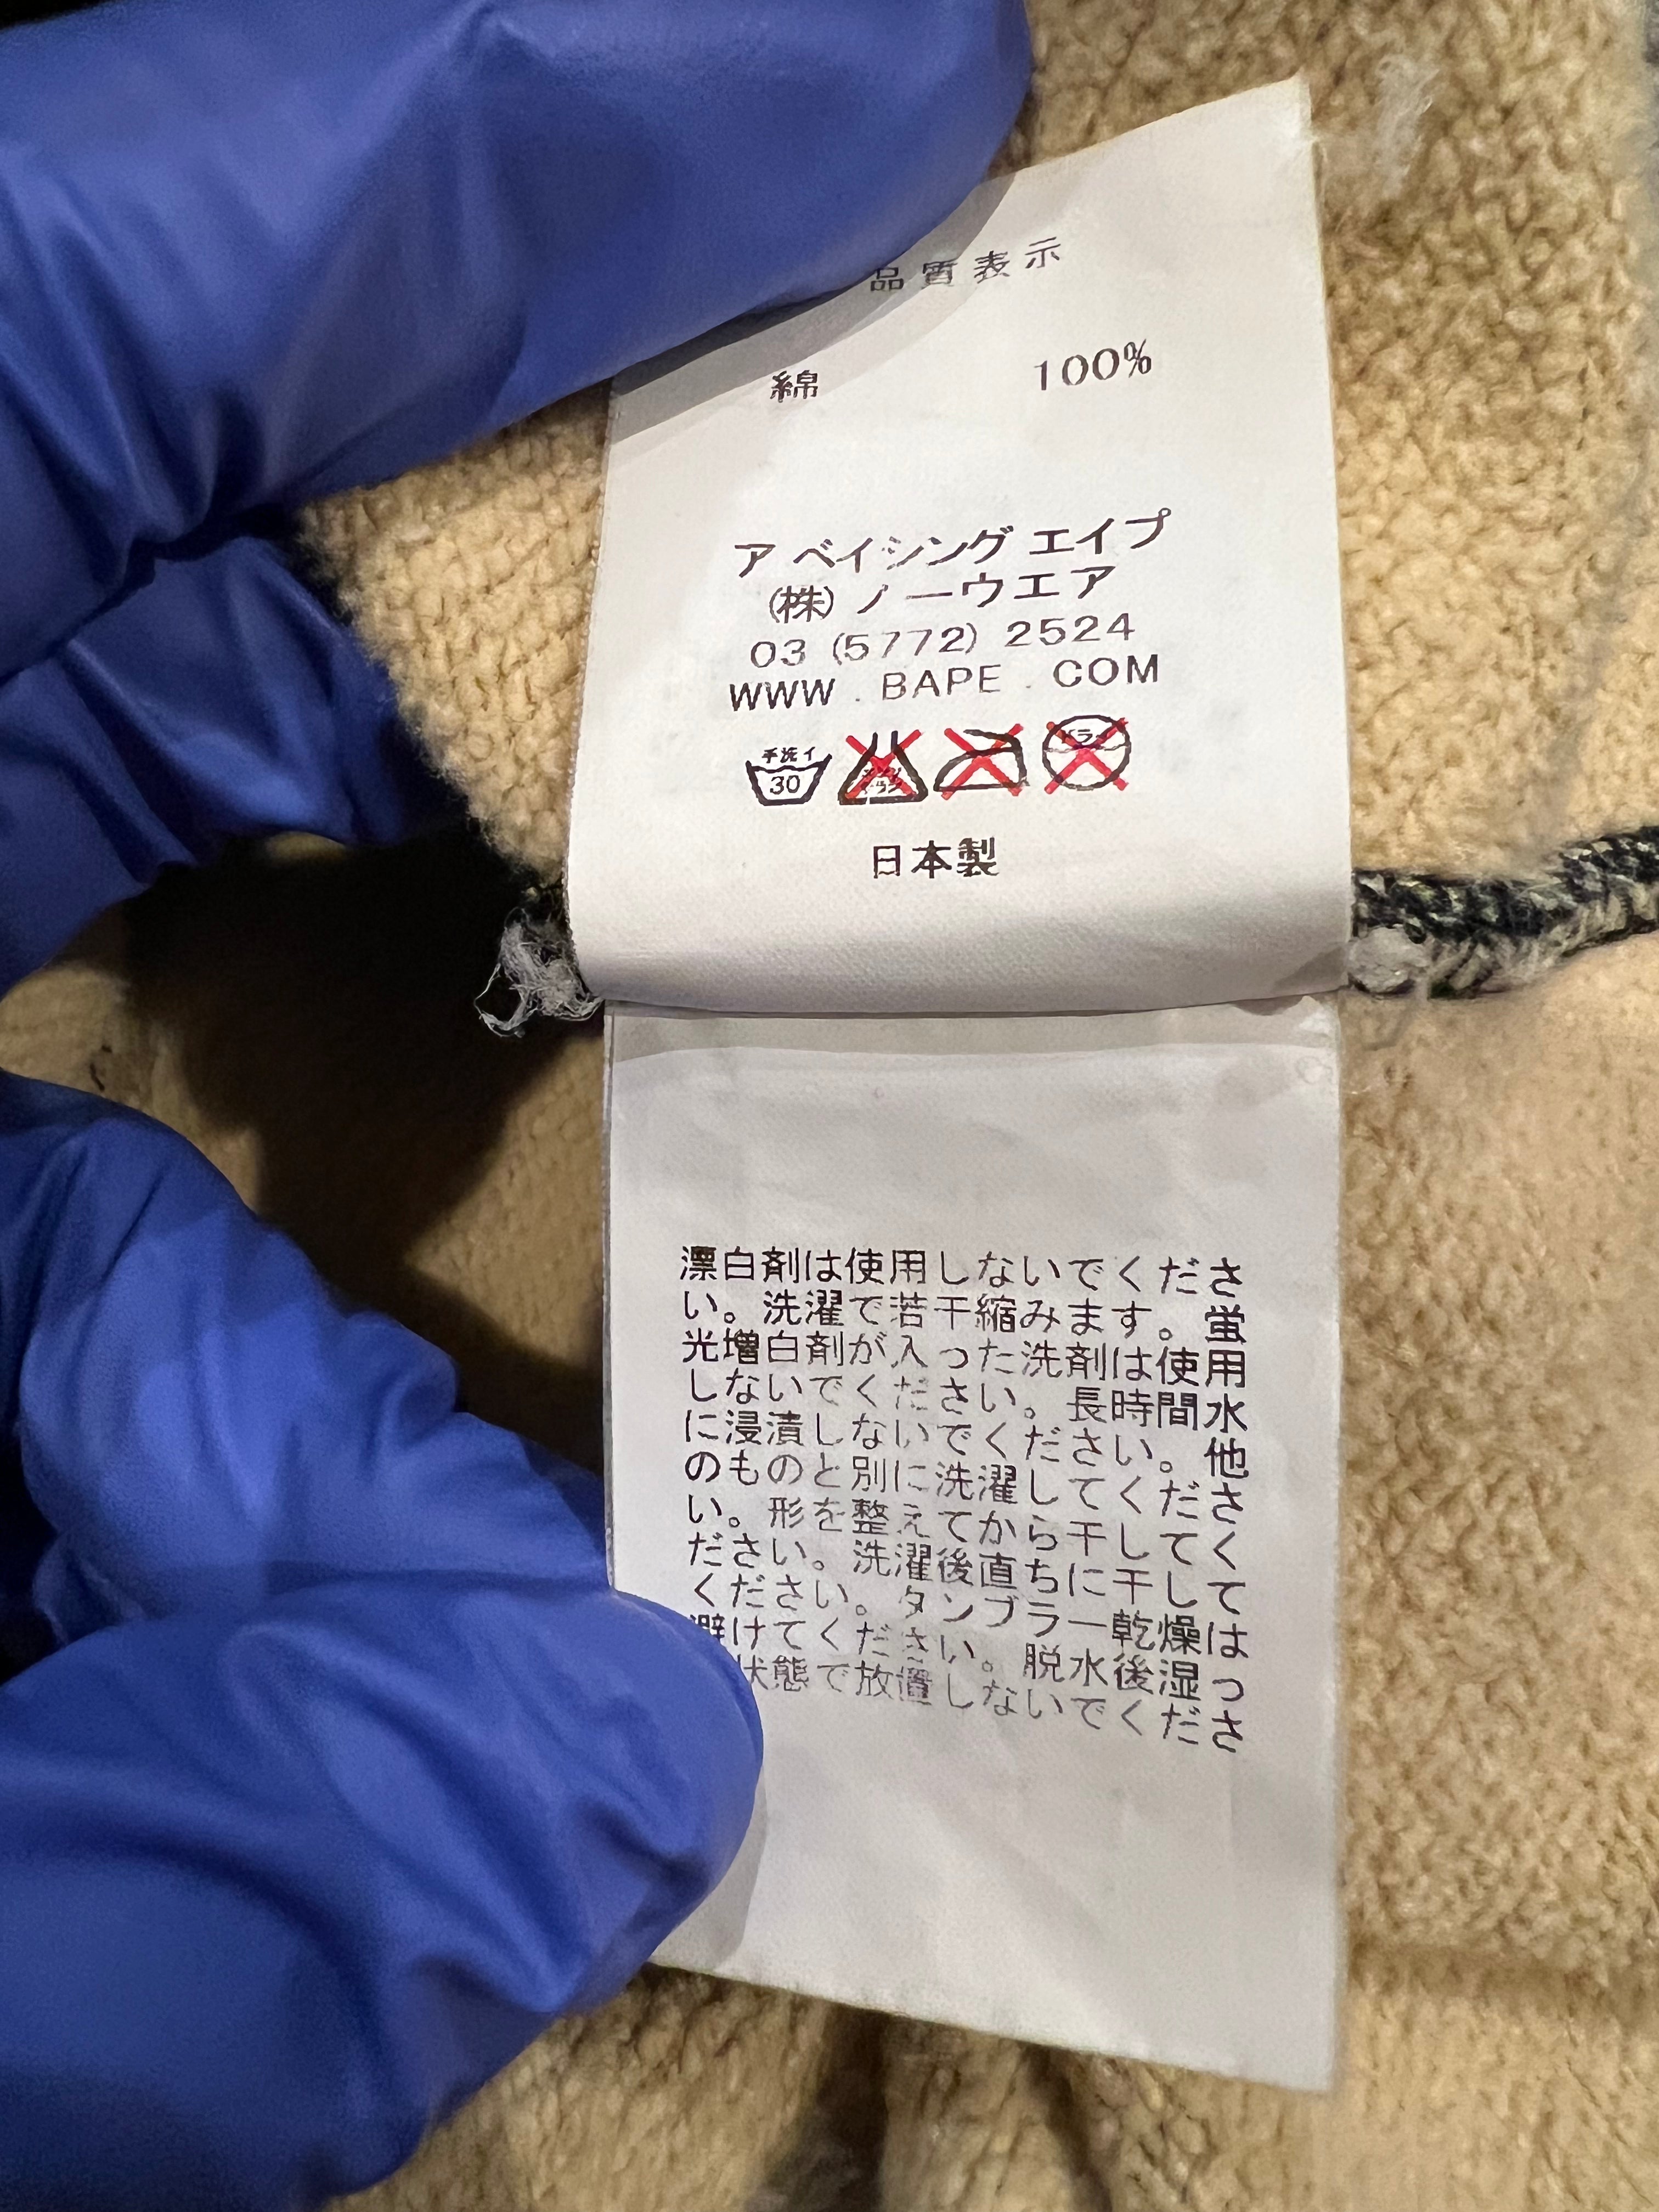 品質表示
綿 100%
ア ベイシング エイプ
(株) ノーウエア
03 (5772) 2524
WWW . BAPE . COM
手洗イ
30
ドライ
日本製
漂白剤は使用しないでくださ
い。洗濯で若干縮みます。蛍
光増白剤が入った洗剤は使用
しないでください。長時間水
に浸漬しないでください。他
のものと別に洗濯してくださ
い。形を整えてから干してく
ださい。洗濯後直ちに干して
ください。タンブラー乾燥は
避けてください。脱水後湿っ
状態で放置しないでくださ